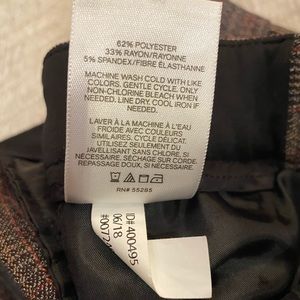 62% POLYESTER
33% RAYON/RAYONNE
5% SPANDEX/FIBRE ÉLASTHANNE
MACHINE WASH COLD WITH LIKE
COLORS. GENTLE CYCLE. ONLY
NON-CHLORINE BLEACH WHEN
NEEDED. LINE DRY. COOL IRON IF
NEEDED.
LAVER À LA MACHINE À L'EAU
FROIDE AVEC COULEURS
SIMILAIRES. CYCLE DÉLICAT.
UTILISEZ SEULEMENT DU
JAVELLISANT SANS CHLORE SI
NÉCESSAIRE. SÉCHAGE SUR CORDE.
REPASSAGE DOUX SI
NÉCESSAIRE.
RN# 55285
ID# 400495
06/18